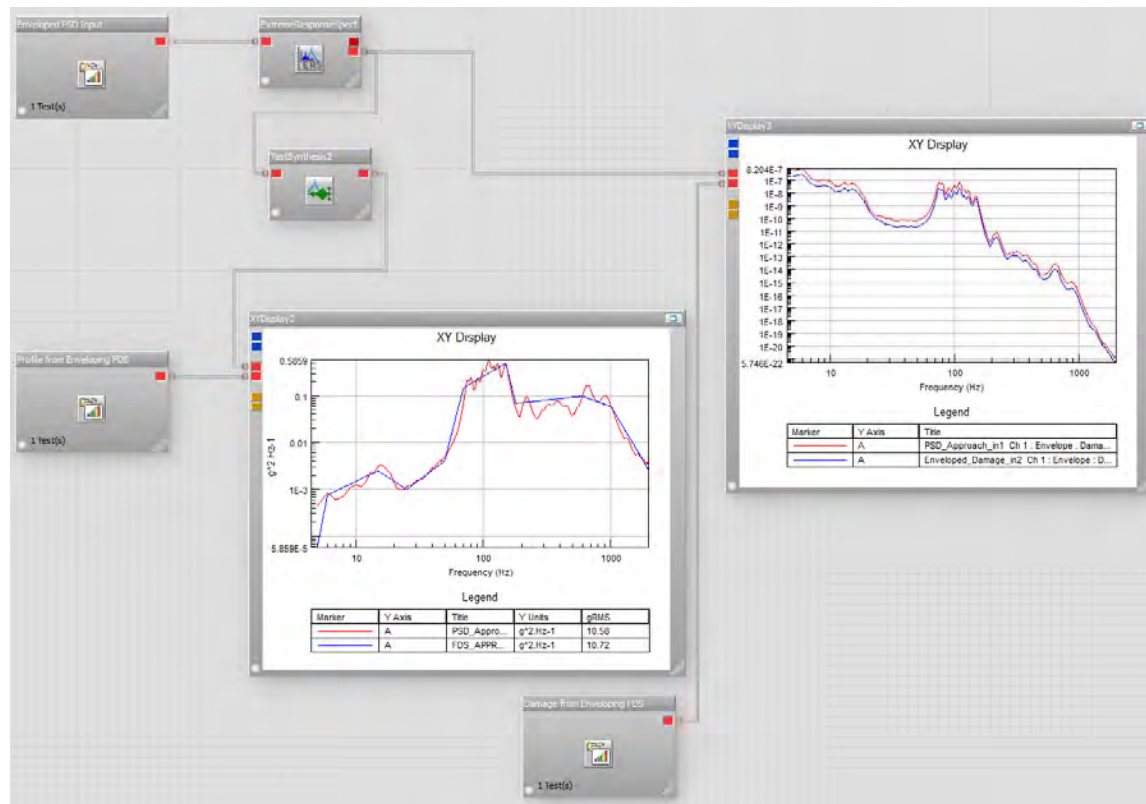 Enveloped PSD Input
1 Test(s)
ExtremeResponseSpect
ERS
TestSynthesis2
Profile from Enveloping FDS
1 Test(s)
XYDisplay3
XY Display
8.204E-7
1E-7
1E-8
1E-9
1E-10
1E-11
1E-12
1E-13
1E-14
1E-15
1E-16
1E-17
1E-18
1E-19
1E-20
5.746E-22
10 100 1000
Frequency (Hz)
Legend
Marker Y Axis Title
A PSD_Approach_in1 Ch 1 : Envelope : Dama...
A Enveloped_Damage_in2 Ch 1 : Envelope : D...
XYDisplay2
XY Display
0.5859
0.1
0.01
1E-3
5.859E-5
g^2.Hz-1
10 100 1000
Frequency (Hz)
Legend
Marker Y Axis Title Y Units gRMS
A PSD_Appro... g^2.Hz-1 10.58
A FDS_APPR... g^2.Hz-1 10.72
Damage from Enveloping FDS
1 Test(s)